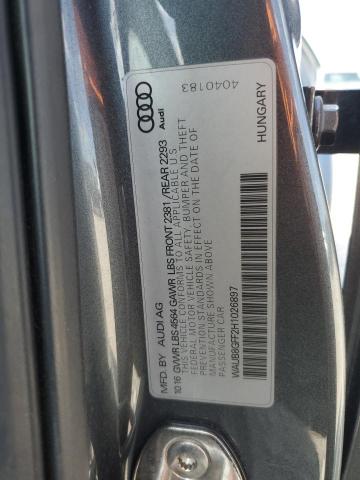 4040183
Audi
HUNGARY
MFD. BY AUDI AG
10 16 GVWR LBS 4564 GAWR LBS FRONT 2381 /REAR 2293
THIS VEHICLE CONFORMS TO ALL APPLICABLE U.S.
FEDERAL MOTOR VEHICLE SAFETY, BUMPER AND THEFT
PREVENTION STANDARDS IN EFFECT ON THE DATE OF
MANUFACTURE SHOWN ABOVE
PASSENGER CAR
WAUB8GFF2H1026897